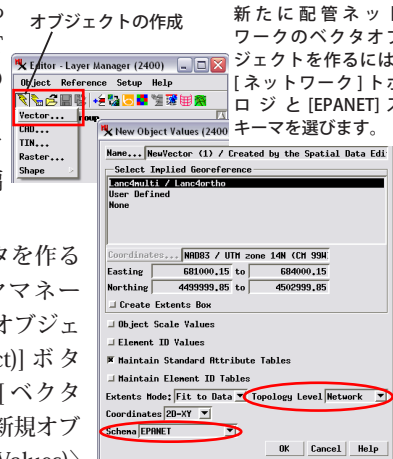 オブジェクトの作成
新たに配管ネット
ワークのベクタオブ
ジェクトを作るには
[ネットワーク]トポ
ロジと[EPANET]ス
キーマを選びます。
Editor - Layer Manager (2400)
Object Reference Setup Help
Vector...
CAD...
TIN...
Raster...
Shape
New Object Values (2400
Name... NewVector (1) / Created by the Spatial Data Edi
Select Implied Georeference
Lanc4multi / Lanc4ortho
User Defined
None
Coordinates... NAD83 / UTM zone 14N (CM 99W
Easting 681000.15 to 684000.15
Northing 4499999.85 to 4502999.85
Create Extents Box
Object Scale Values
Element ID Values
Maintain Standard Attribute Tables
Maintain Element ID Tables
Extents Mode: Fit to Data Topology Level Network
Coordinates 2D-XY
Schema EPANET
OK Cancel Help
タを作る
マネー
オブジェ
ct)] ボタ
[ベクタ
新規オブ
Values)〉